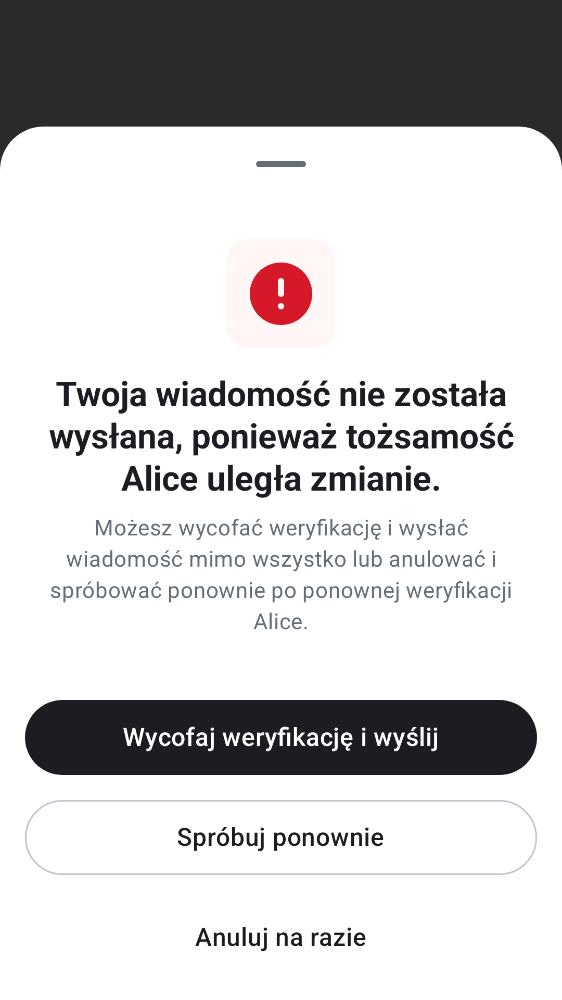 Twoja wiadomość nie została
wysłana, ponieważ tożsamość
Alice uległa zmianie.
Możesz wycofać weryfikację i wysłać
wiadomość mimo wszystko lub anulować i
spróbować ponownie po ponownej weryfikacji
Alice.
Wycofaj weryfikację i wyślij
Spróbuj ponownie
Anuluj na razie